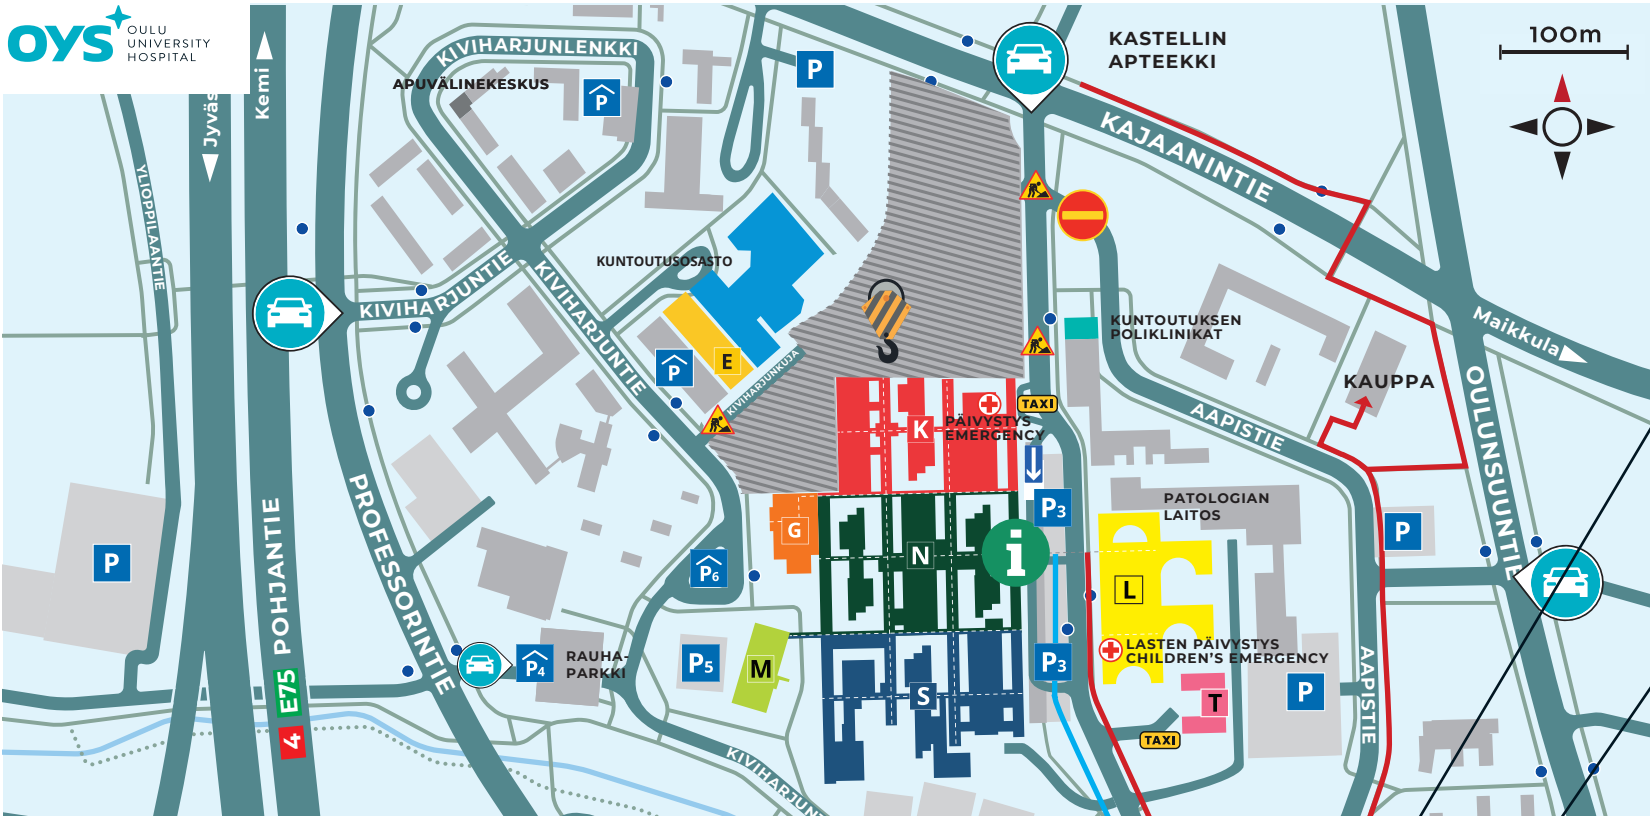 OYS
OULU
UNIVERSITY
HOSPITAL
Jyväs
Kemi
KIVIHARJUNLENKKI
APUVÄLINEKESKUS
P
P
KASTELLIN
APTEEKKI
100m
KAJAANINTIE
YLIOPPILAANTIE
KUNTOUTUSOSASTO
KIVIHARJUNTIE
KIVIHARJUNTIE
KUNTOUTUKSEN
POLIKLINIKAT
Maikkula
P
E
KIVIHARJUNKUJA
KAUPPA
OULUNSUUNTIE
TAXI
K
PÄIVYSTYS
EMERGENCY
AAPISTIE
PROFESSORINTIE
POHJANTIE
PATOLOGIAN
LAITOS
P3
G
P
N
i
P
P6
L
LASTEN PÄIVYSTYS
CHILDREN'S EMERGENCY
P4
RAUHA-
PARKKI
P5
M
P3
S
T
P
AAPISTIE
E75
4
TAXI
KIVIHARJUNT